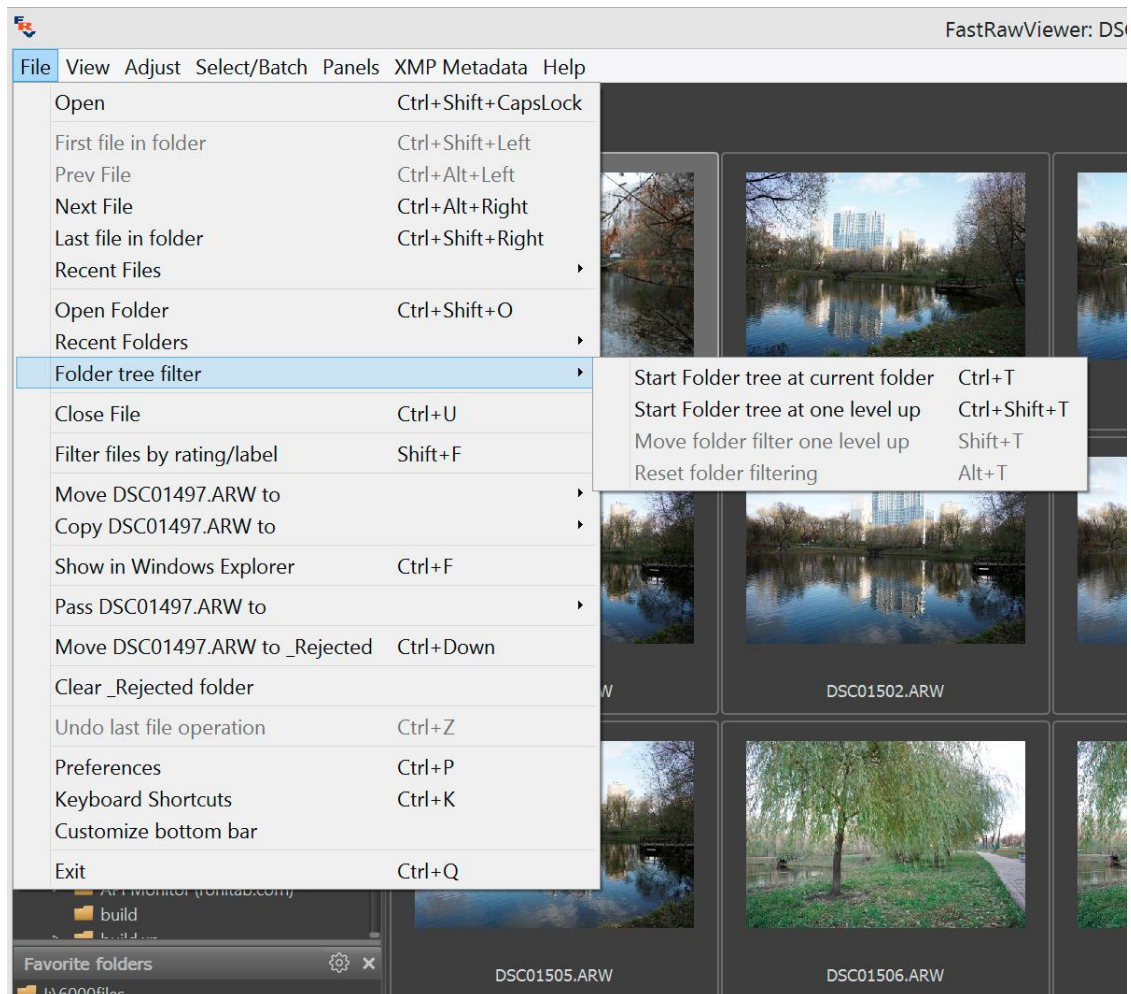 FRV
FastRawViewer: DSC
File View Adjust Select/Batch Panels XMP Metadata Help
Open Ctrl+Shift+CapsLock
First file in folder Ctrl+Shift+Left
Prev File Ctrl+Alt+Left
Next File Ctrl+Alt+Right
Last file in folder Ctrl+Shift+Right
Recent Files
Open Folder Ctrl+Shift+O
Recent Folders
Folder tree filter
Start Folder tree at current folder Ctrl+T
Start Folder tree at one level up Ctrl+Shift+T
Move folder filter one level up Shift+T
Reset folder filtering Alt+T
Close File Ctrl+U
Filter files by rating/label Shift+F
Move DSC01497.ARW to
Copy DSC01497.ARW to
Show in Windows Explorer Ctrl+F
Pass DSC01497.ARW to
Move DSC01497.ARW to _Rejected Ctrl+Down
Clear _Rejected folder
Undo last file operation Ctrl+Z
Preferences Ctrl+P
Keyboard Shortcuts Ctrl+K
Customize bottom bar
Exit Ctrl+Q
W
DSC01502.ARW
API Monitor (rohitab.com)
build
Favorite folders
I:\6000files
DSC01505.ARW
DSC01506.ARW